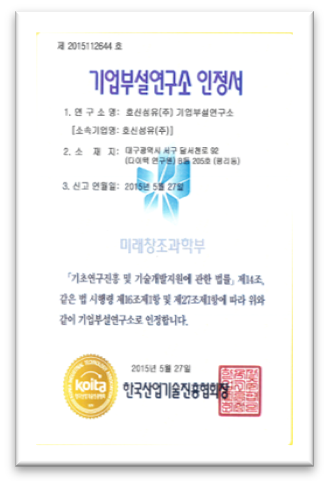 제 2015112644 호
기업부설연구소 인정서
1. 연 구 소 명: 호신섬유(주) 기업부설연구소
[소속기업명: 호신섬유(주)]
2. 소 재 지: 대구광역시 서구 달서천로 92
(다이텍 연구원) 205호 (평리동)
3. 신고 연월일: 2015년 5월 27일
미래창조과학부
「기초연구진흥 및 기술개발지원에 관한 법률」 제14조,
같은 법 시행령 제16조제1항 및 제27조제1항에 따라 위와
같이 기업부설연구소로 인정합니다.
2015년 5월 27일
koita
한국산업기술진흥협회장